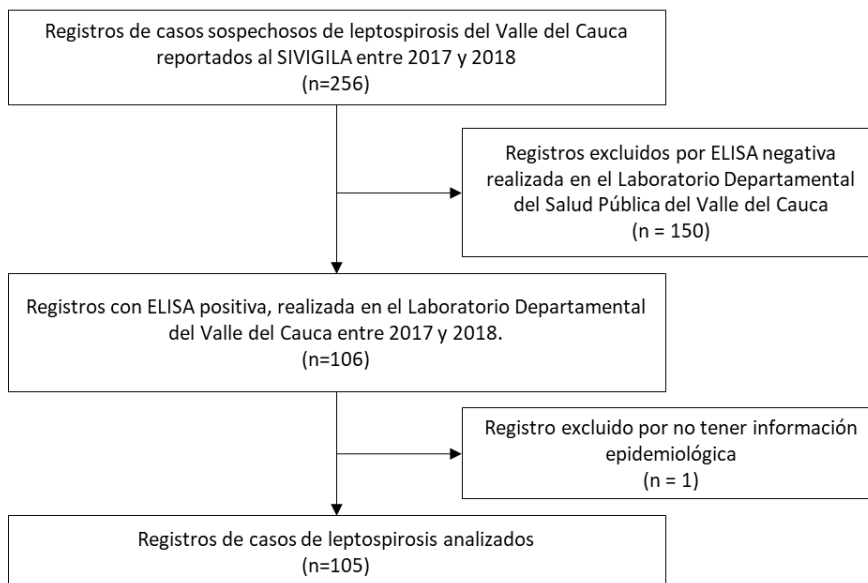 Registros de casos sospechosos de leptospirosis del Valle del Cauca
reportados al SIVIGILA entre 2017 y 2018
(n=256)
Registros excluidos por ELISA negativa
realizada en el Laboratorio Departamental
del Salud Pública del Valle del Cauca
(n = 150)
Registros con ELISA positiva, realizada en el Laboratorio Departamental
del Valle del Cauca entre 2017 y 2018.
(n=106)
Registro excluido por no tener información
epidemiológica
(n = 1)
Registros de casos de leptospirosis analizados
(n=105)